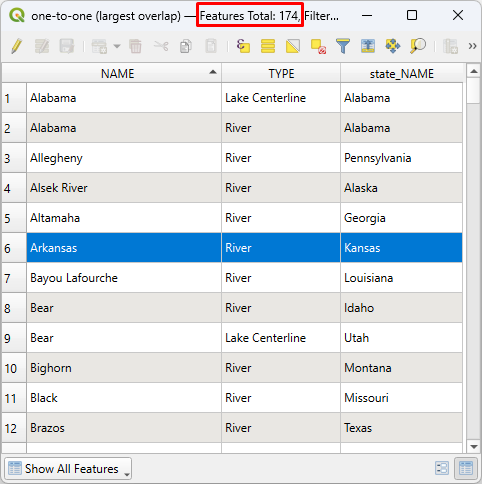 one-to-one (largest overlap) — Features Total: 174, Filter...
NAME TYPE state_NAME
1 Alabama Lake Centerline Alabama
2 Alabama River Alabama
3 Allegheny River Pennsylvania
4 Alsek River River Alaska
5 Altamaha River Georgia
6 Arkansas River Kansas
7 Bayou Lafourche River Louisiana
8 Bear River Idaho
9 Bear Lake Centerline Utah
10 Bighorn River Montana
11 Black River Missouri
12 Brazos River Texas
Show All Features